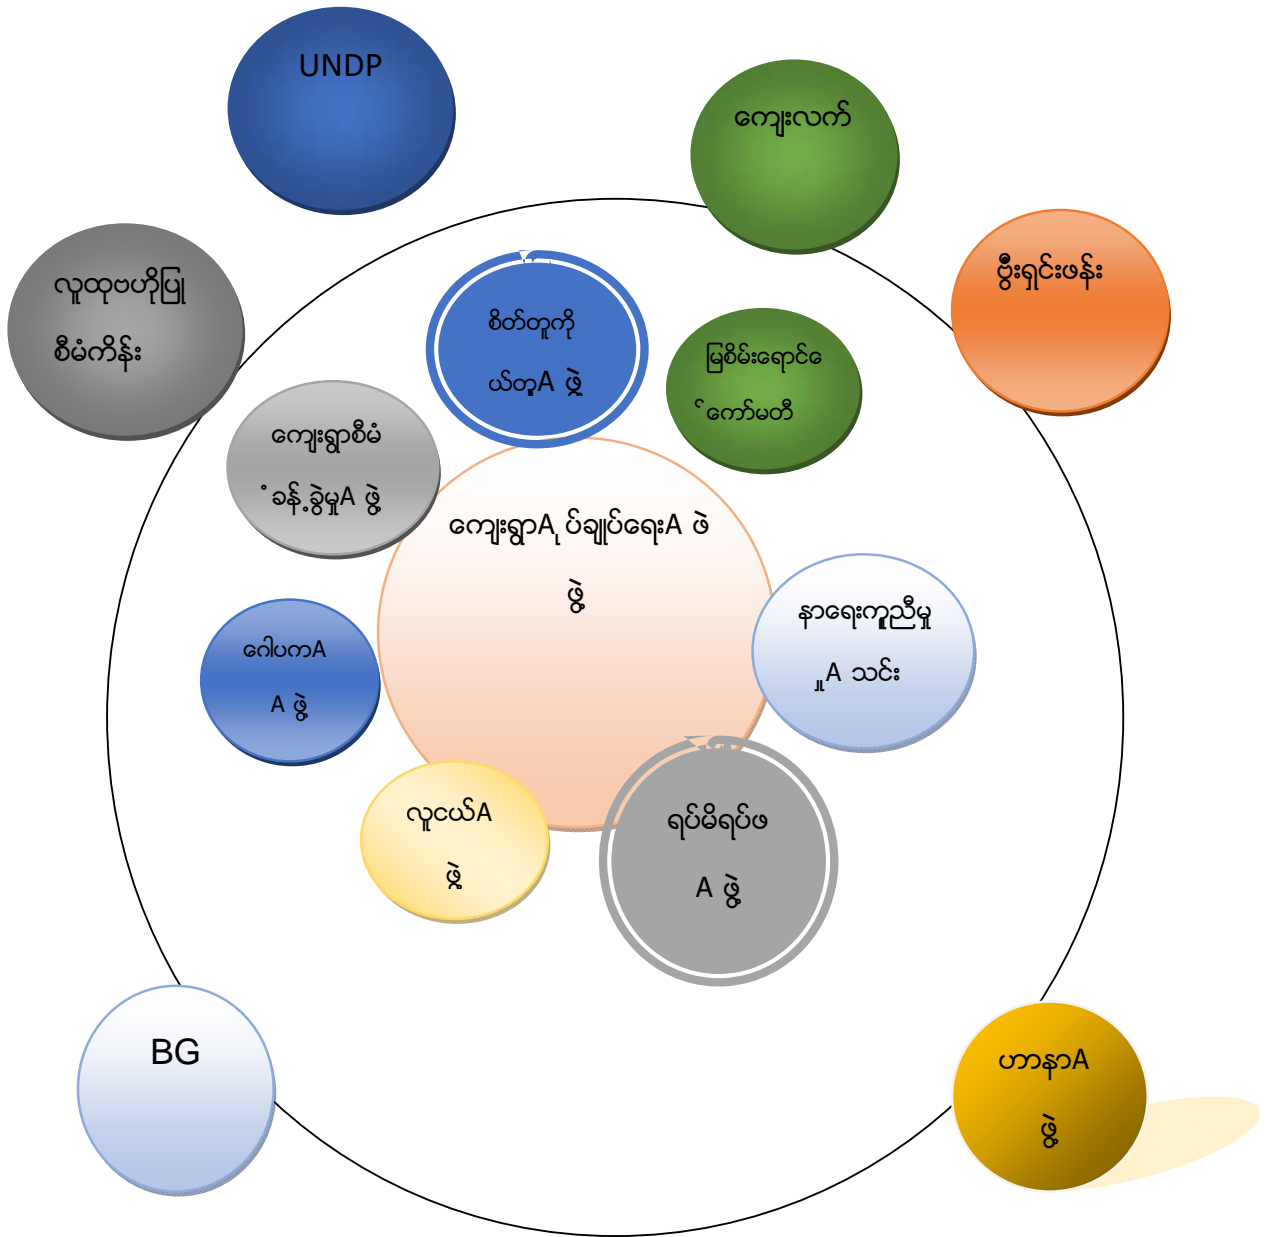 UNDP
ကျေးလက်
လူထုဗဟိုပြု
စီမံကိန်း
ဗွီးရှင်းဖန်း
စိတ်တူကို
ယ်တူA ဖွဲ့
မြစိမ်းရောင်ေ
်ကော်မတီ
ကျေးရွာစီမံ
ံခန့်ခွဲမှုA ဖွဲ့
ကျေးရွာA ုပ်ချုပ်ရေးA ဖဲ
ဖွဲ့
နာရေးကူညီမှု
ှုA သင်း
ဂေါပကA
A ဖွဲ့
လူငယ်A
ဖွဲ့
ရပ်မိရပ်ဖ
A ဖွဲ့
BG
ဟာနာA
ဖွဲ့